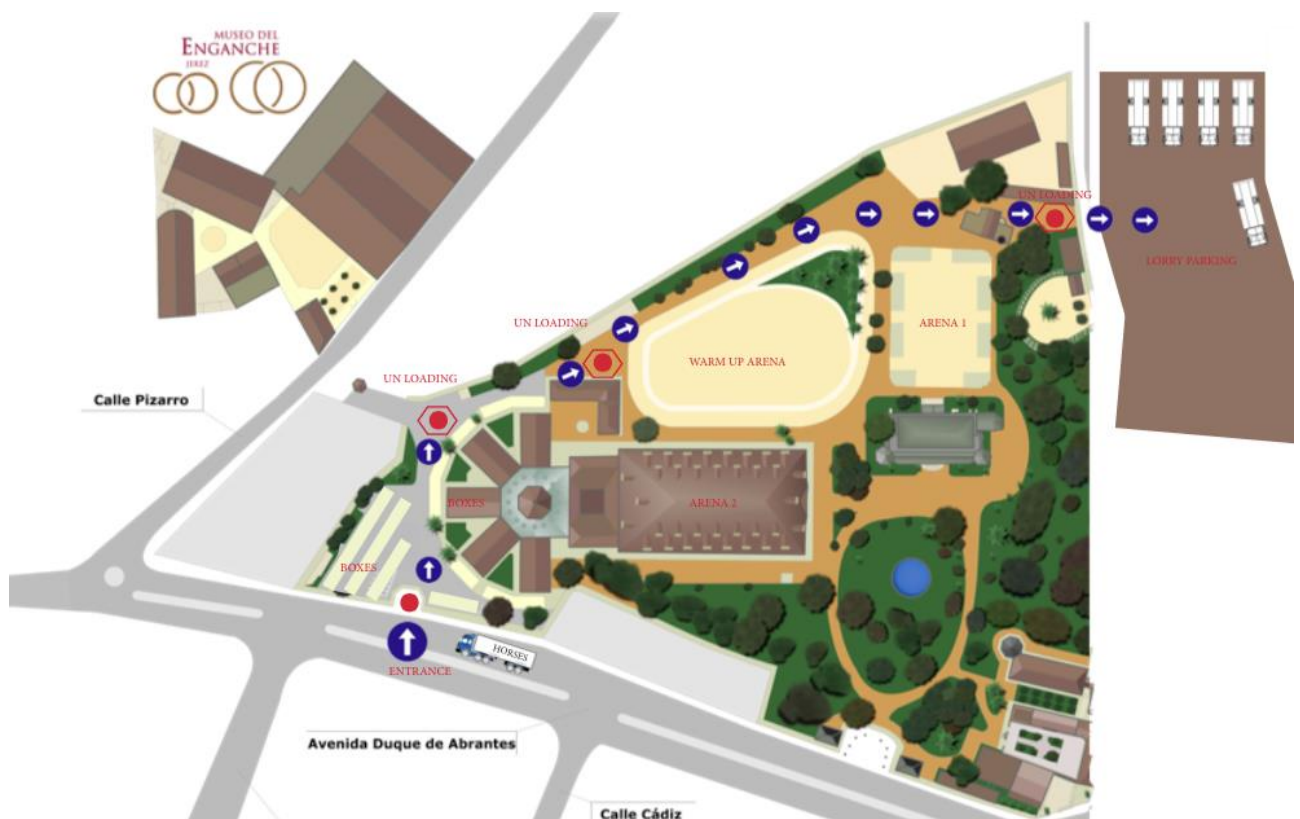 MUSEO DEL
ENGANCHE
JEREZ
UN LOADING
LORRY PARKING
UN LOADING
ARENA 1
WARM UP ARENA
UN LOADING
Calle Pizarro
BOXES
ARENA 2
BOXES
HORSES
ENTRANCE
Avenida Duque de Abrantes
Calle Cádiz